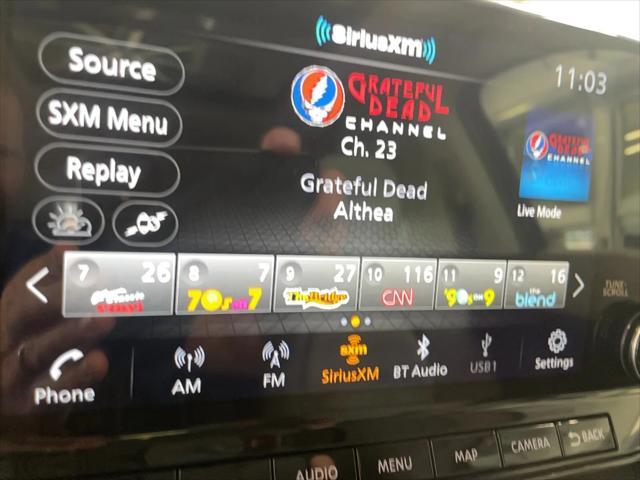 SiriusXM
Source
11:03
GRATEFUL
DEAD
CHANNEL
SXM Menu
Ch. 23
GRATEFUL
DEAD
CHANNEL
Replay
Grateful Dead
Althea
Live Mode
7 26
8 7
9 27
10 116
11 9
12 16
Classic
Vinyl
70s on 7
The Bridge
CNN
'90s on 9
the
blend
TUNE·
SCROLL
Phone
AM
FM
sxm
SiriusXM
BT Audio
USB1
Settings
AUDIO
MENU
MAP
CAMERA
BACK